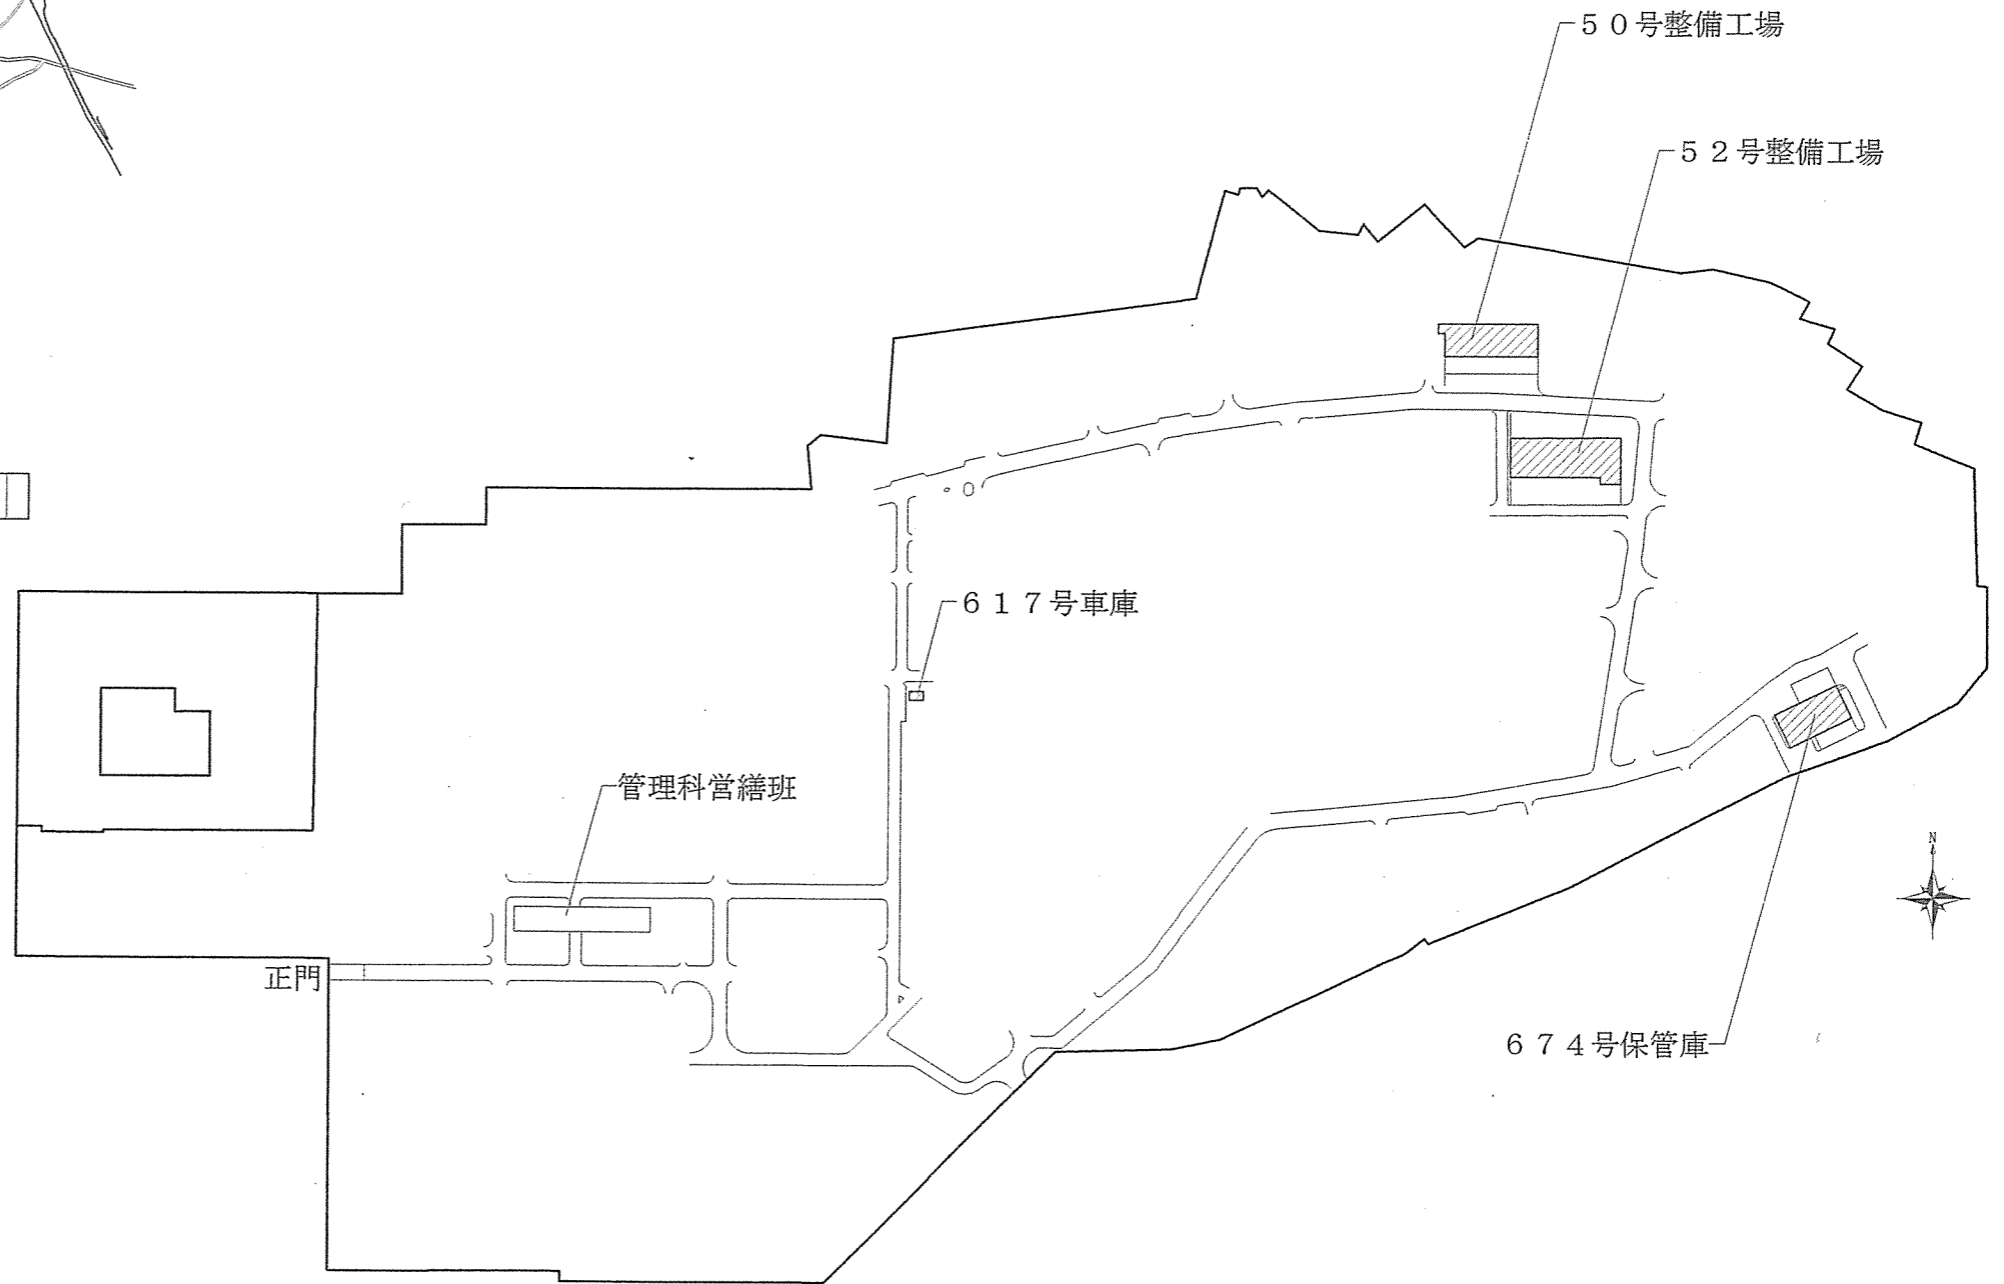 ５０号整備工場
５２号整備工場
６１７号車庫
管理科営繕班
N
正門
６７４号保管庫